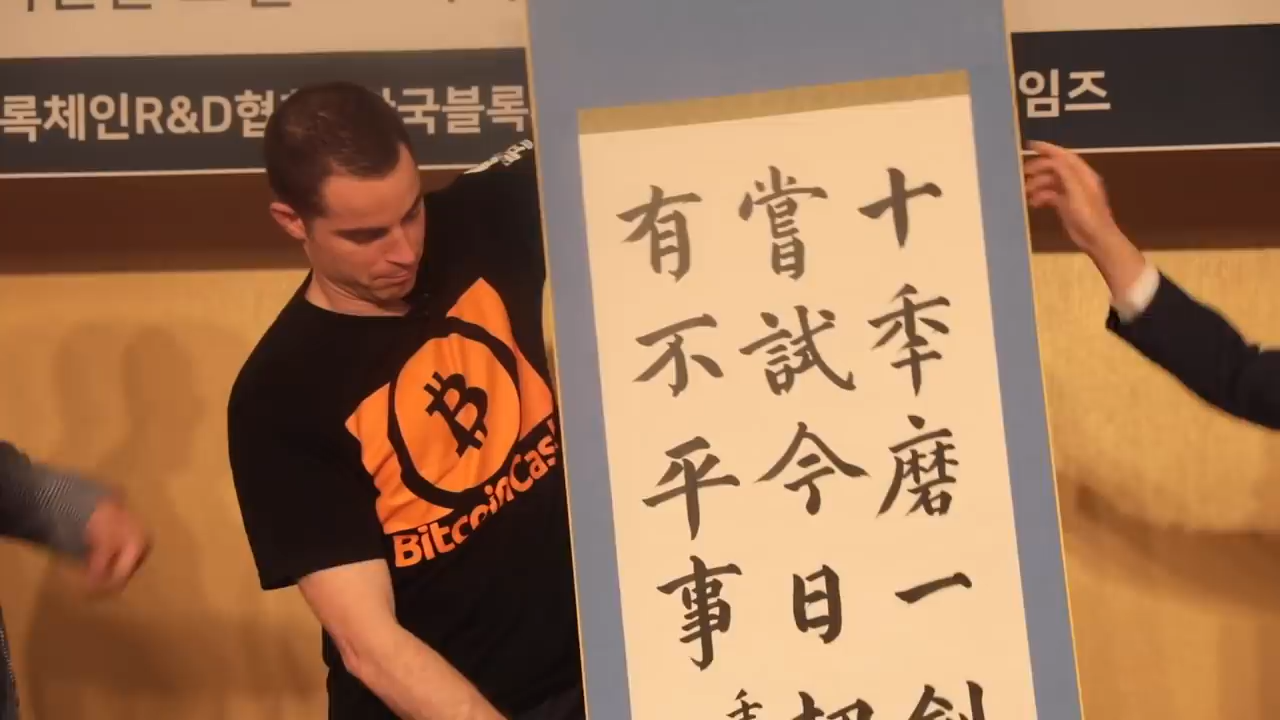 록체인R&D협
국블록
임즈
BitcoinCash
十秊磨一
嘗試今日
有不平事